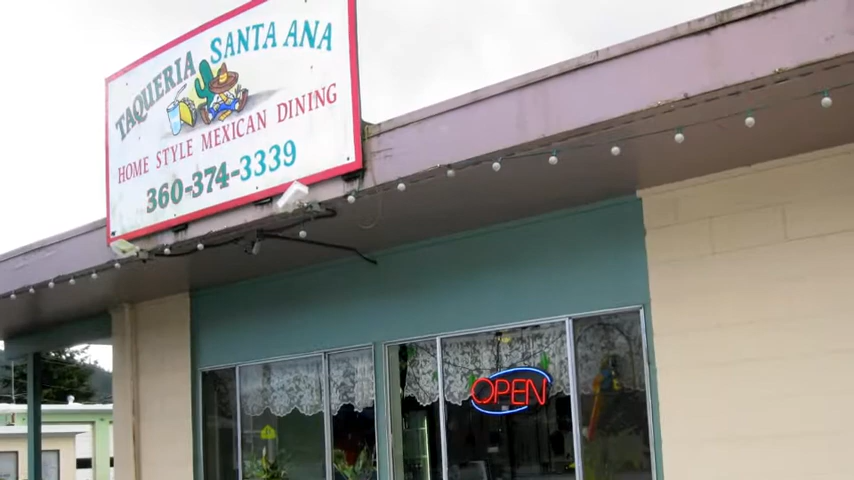 TAQUERIA SANTA ANA
HOME STYLE MEXICAN DINING
360-374-3339
OPEN